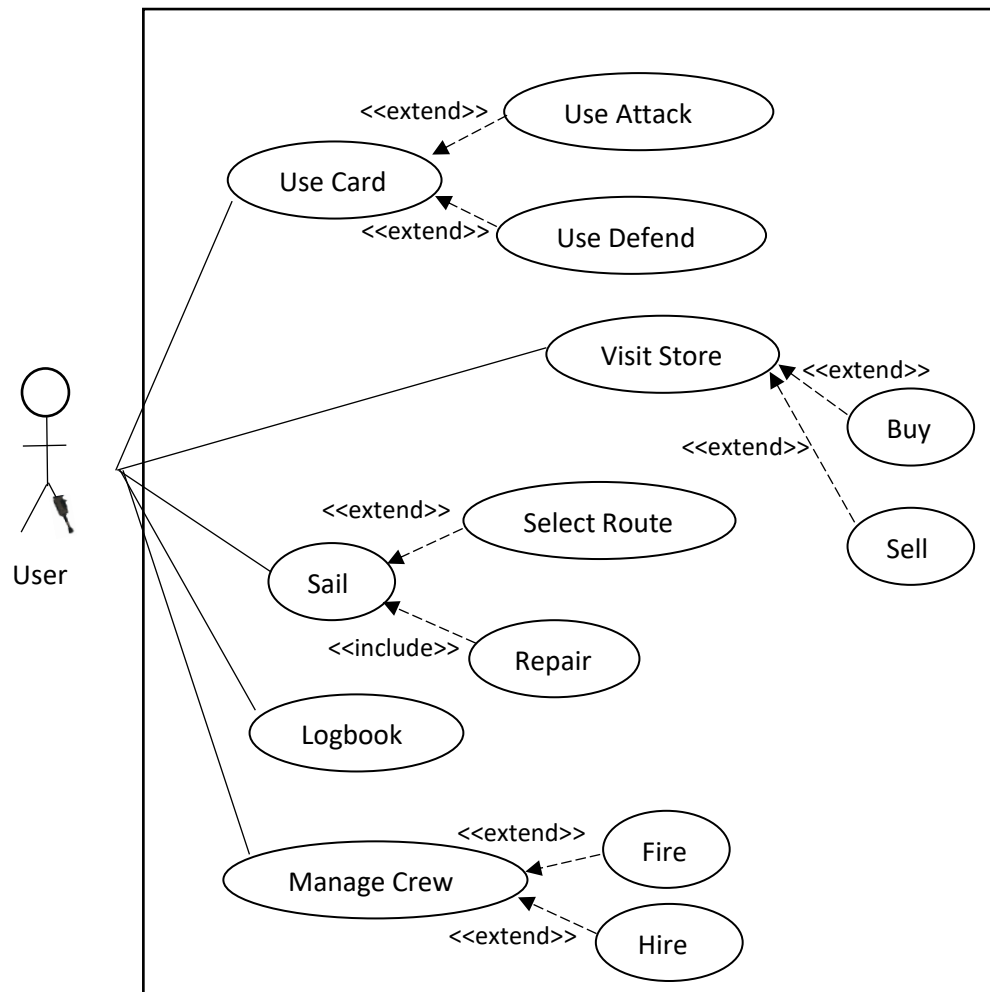 <<extend>>
Use Attack
Use Card
<<extend>>
Use Defend
Visit Store
<<extend>>
Buy
<<extend>>
Sell
User
<<extend>>
Select Route
Sail
<<include>>
Repair
Logbook
<<extend>>
Fire
Manage Crew
<<extend>>
Hire